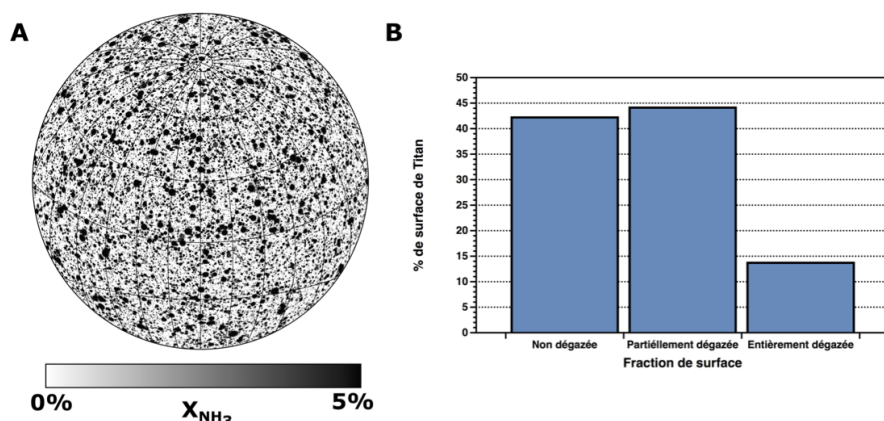 A
B
50
45
40
35
30
25
20
15
10
5
0
% de surface de Titan
Non dégazée Partiéllement dégazée Entièrement dégazée
Fraction de surface
0% 5%
XNH3